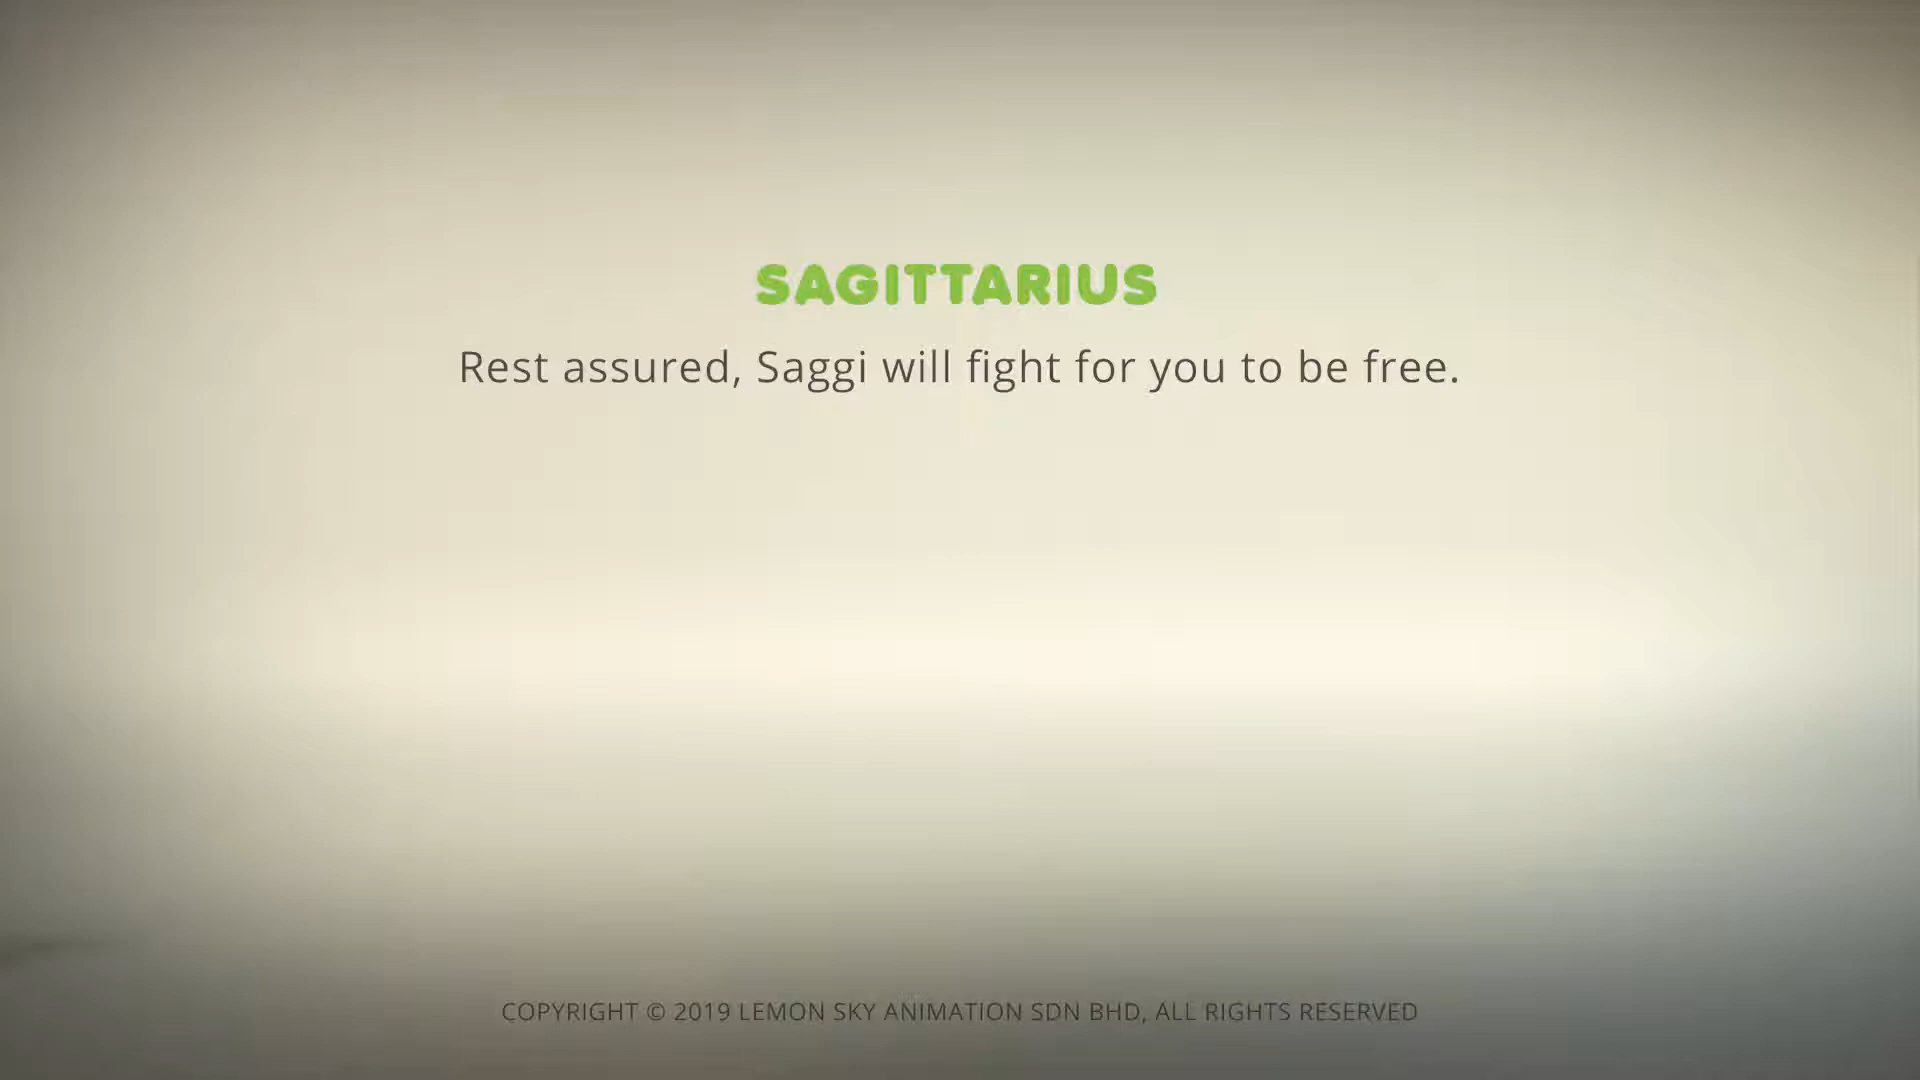 SAGITTARIUS
Rest assured, Saggi will fight for you to be free.
COPYRIGHT © 2019 LEMON SKY ANIMATION SDN BHD, ALL RIGHTS RESERVED